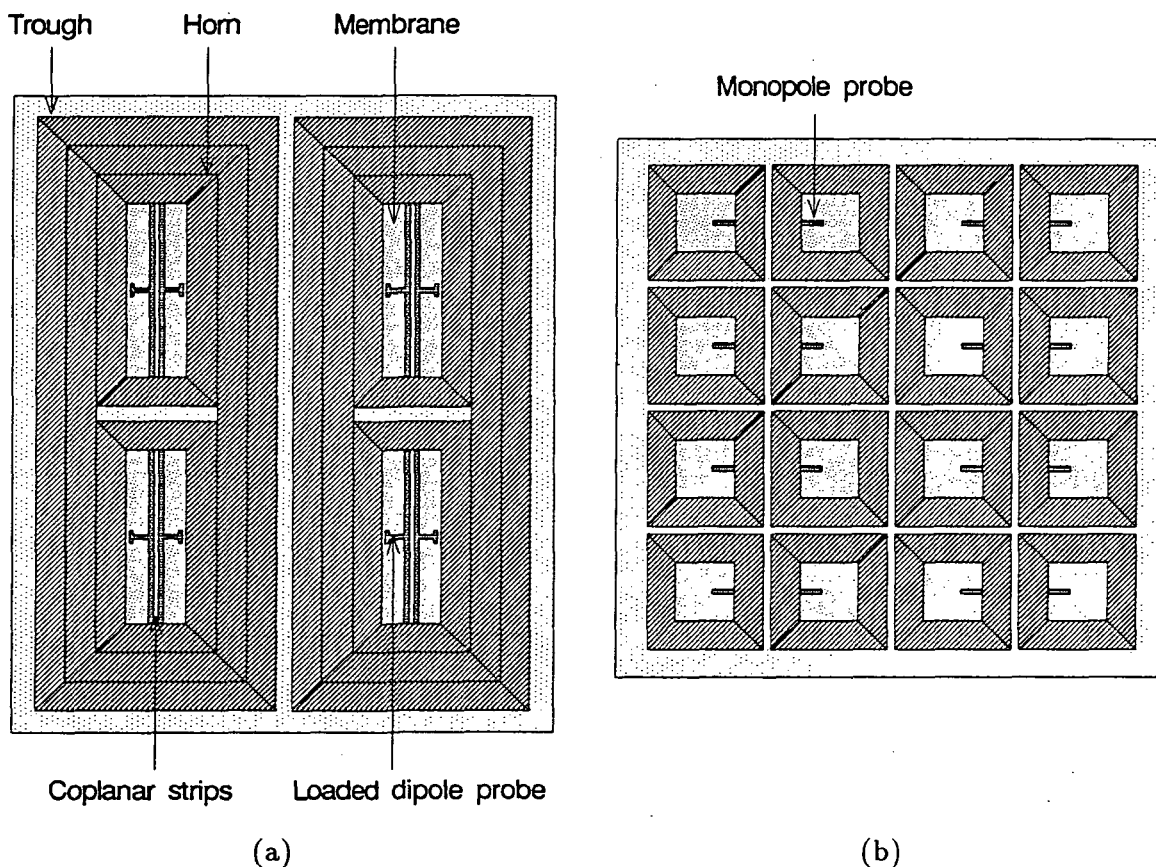 Trough
Horn
Membrane
Monopole probe
Coplanar strips
Loaded dipole probe
(a)
(b)